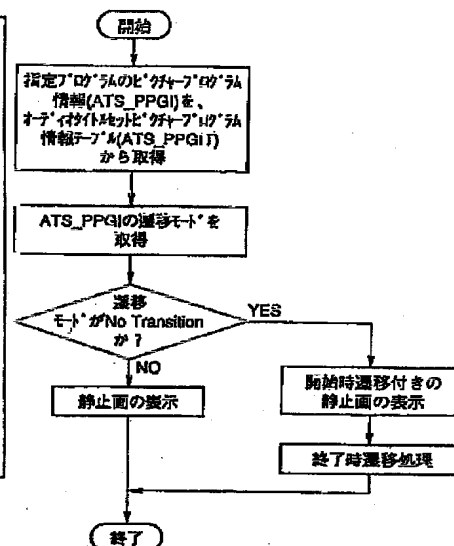 開始
指定プログラムのピクチャープログラム
情報(ATS_PPGI)を、
オーディオタイトルセットピクチャープログラム
情報テーブル(ATS_PPGIT)
から取得
ATS_PPGIの遷移モードを
取得
遷移
モードがNo Transition
か？
YES
NO
静止画の表示
開始時遷移付きの
静止画の表示
終了時遷移処理
終了